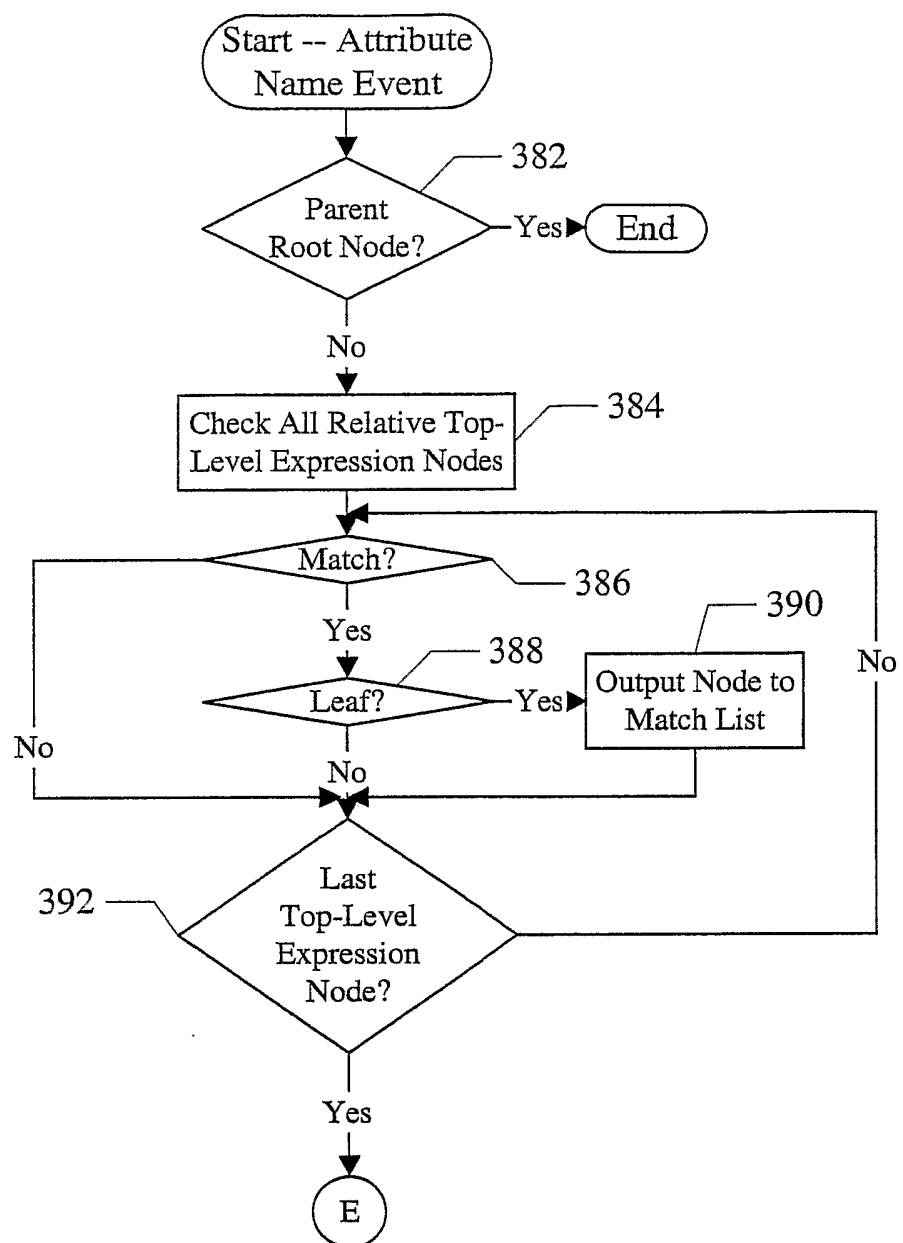 Start -- Attribute
Name Event
382
Parent
Root Node?
Yes
End
No
Check All Relative Top-
Level Expression Nodes
384
Match?
386
Yes
390
388
Leaf?
Yes
Output Node to
Match List
No
No
No
392
Last
Top-Level
Expression
Node?
Yes
E